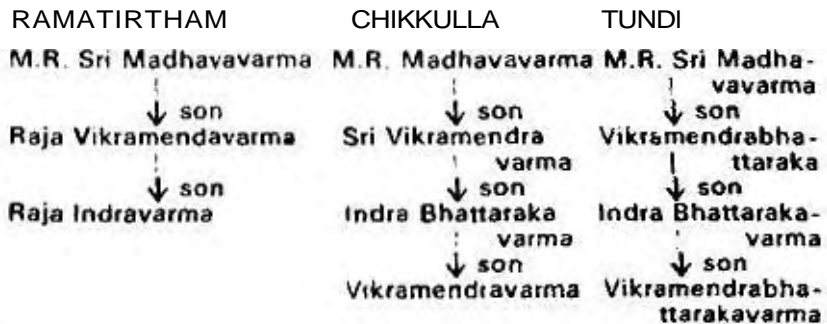 RAMATIRTHAM CHIKKULLA TUNDI
M.R. Sri Madhavavarma M.R. Madhavavarma M.R. Sri Madha-
vavarma
son son son
Raja Vikramendavarma Sri Vikramendra Vikramendrabha-
varma ttaraka
son son son
Raja Indravarma Indra Bhattaraka Indra Bhattaraka-
varma varma
son son
Vikramendravarma Vikramendrabha-
ttarakavarma